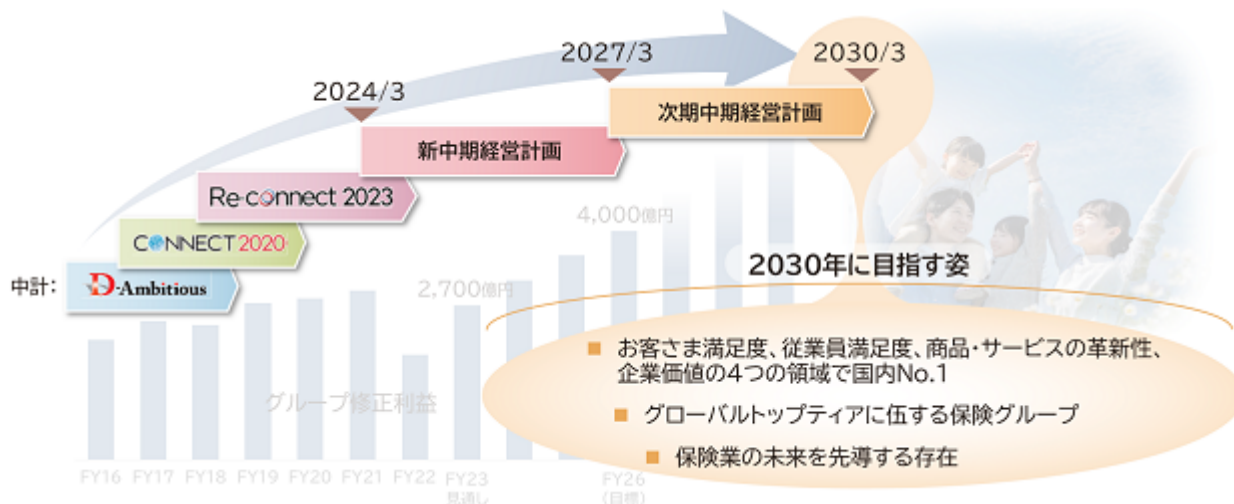 2030/3
2027/3
2024/3
次期中期経営計画
新中期経営計画
Re-connect 2023
4,000億円
CONNECT 2020
2030年に目指す姿
中計:
D-Ambitious
2,700億円
お客さま満足度、従業員満足度、商品・サービスの革新性、
企業価値の4つの領域で国内No.1
グループ修正利益
グローバルトップティアに伍する保険グループ
保険業の未来を先導する存在
FY16 FY17 FY18 FY19 FY20 FY21 FY22 FY23 FY26
見通し (目標)